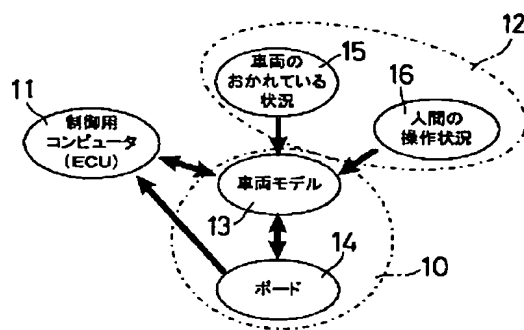 12
15
車両の
おかれている
状況
11
制御用
コンピュータ
(ECU)
16
人間の
操作状況
車両モデル
13
14
ボード
10